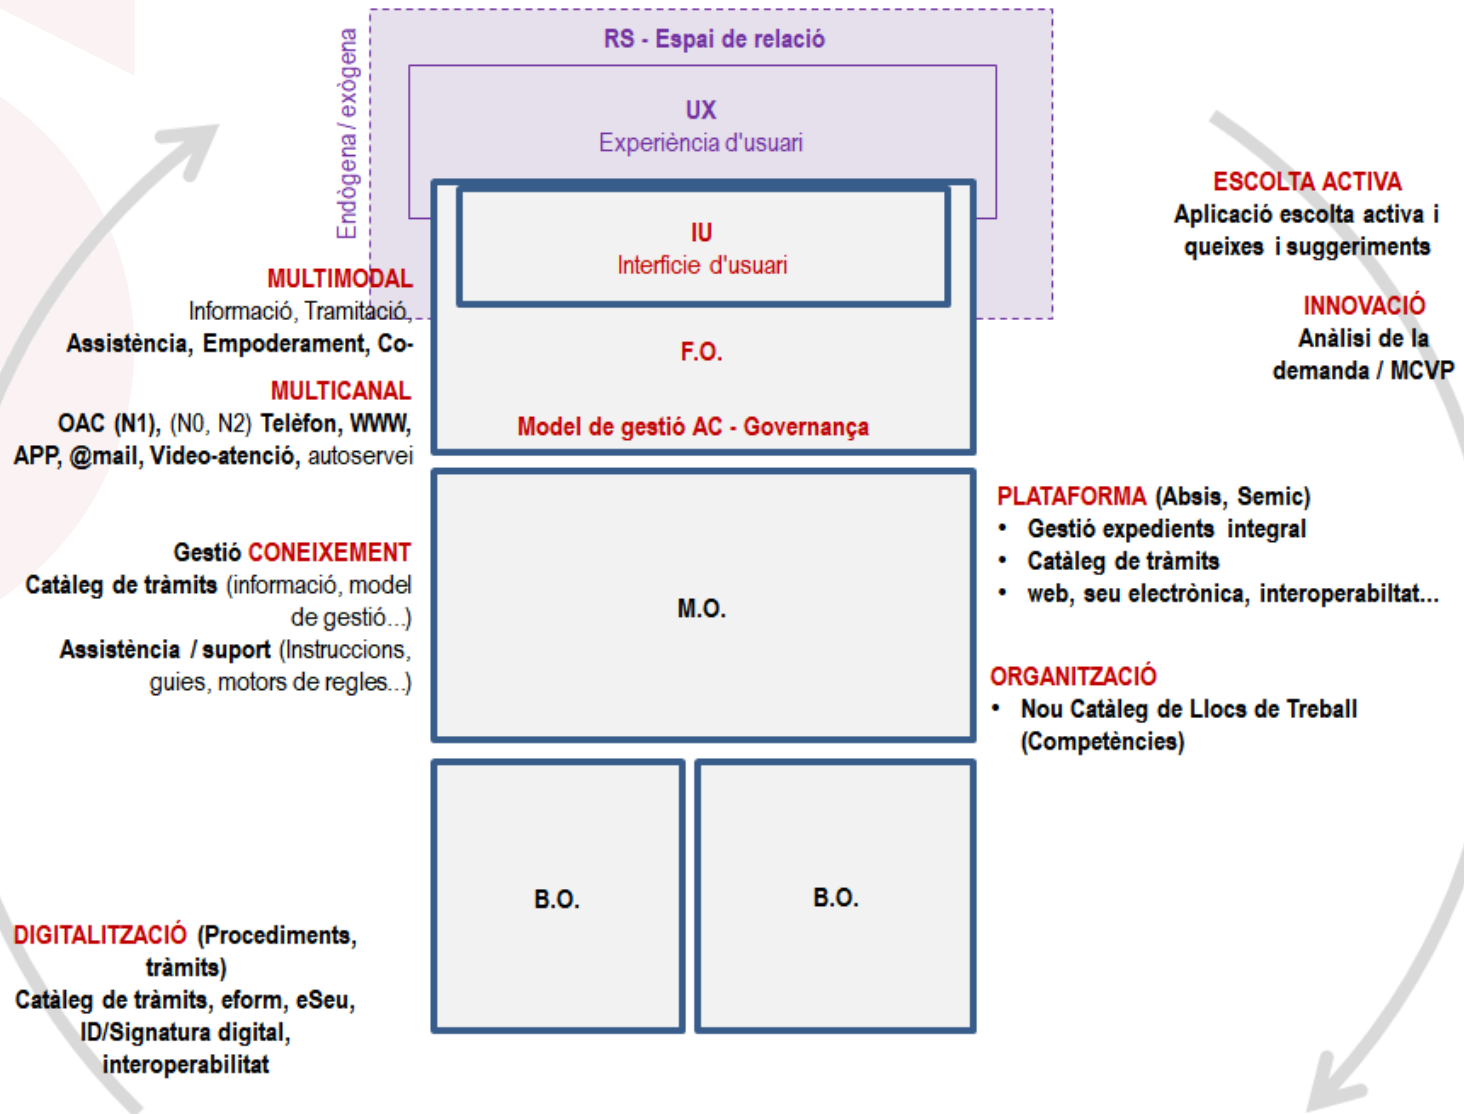 RS - Espai de relació
Endògena / exògena
UX
Experiència d'usuari
IU
Interfície d'usuari
F.O.
Model de gestió AC - Governança
MULTIMODAL
Informació, Tramitació,
Assistència, Empoderament, Co-
MULTICANAL
OAC (N1), (N0, N2) Telèfon, WWW,
APP, @mail, Video-atenció, autoservei
ESCOLTA ACTIVA
Aplicació escolta activa i
queixes i suggeriments
INNOVACIÓ
Anàlisi de la
demanda / MCVP
Gestió CONEIXEMENT
Catàleg de tràmits (informació, model
de gestió...)
Assistència / suport (Instruccions,
guies, motors de regles...)
M.O.
PLATAFORMA (Absis, Semic)
• Gestió expedients integral
• Catàleg de tràmits
• web, seu electrònica, interoperabiltat...
ORGANITZACIÓ
• Nou Catàleg de Llocs de Treball
(Competències)
B.O.
B.O.
DIGITALITZACIÓ (Procediments,
tràmits)
Catàleg de tràmits, eform, eSeu,
ID/Signatura digital,
interoperabilitat